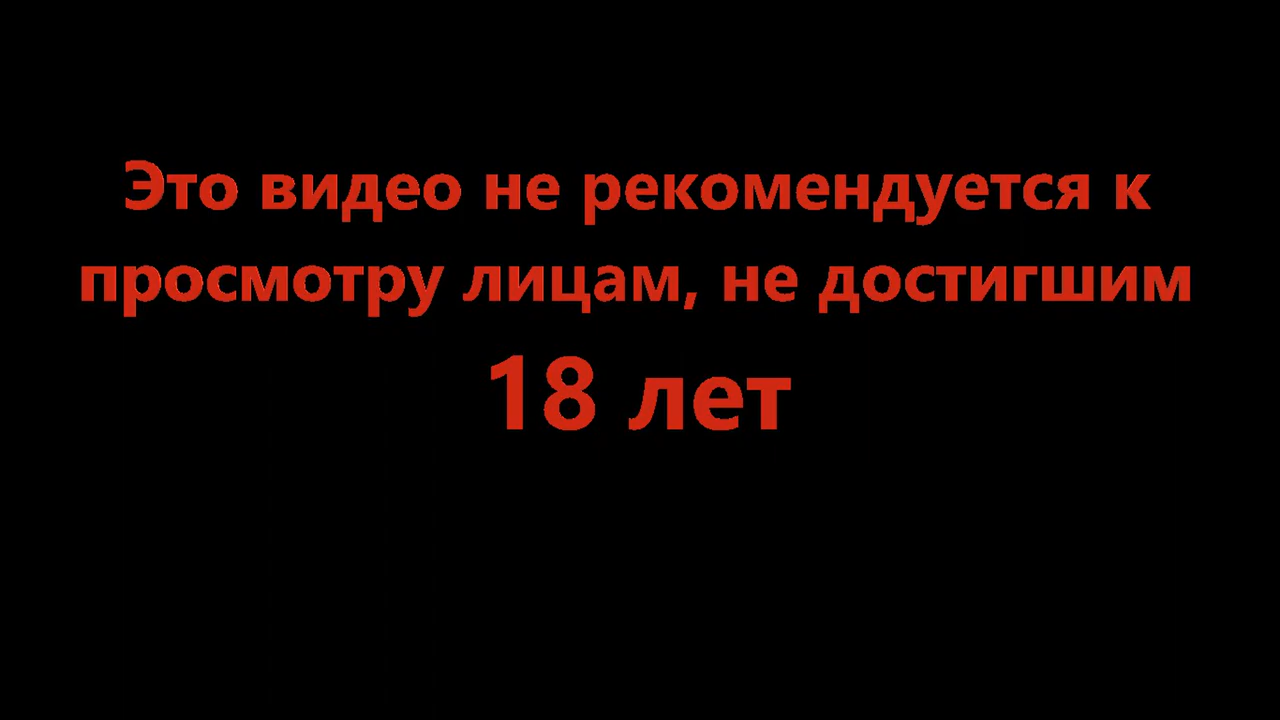 Это видео не рекомендуется к
просмотру лицам, не достигшим
18 лет